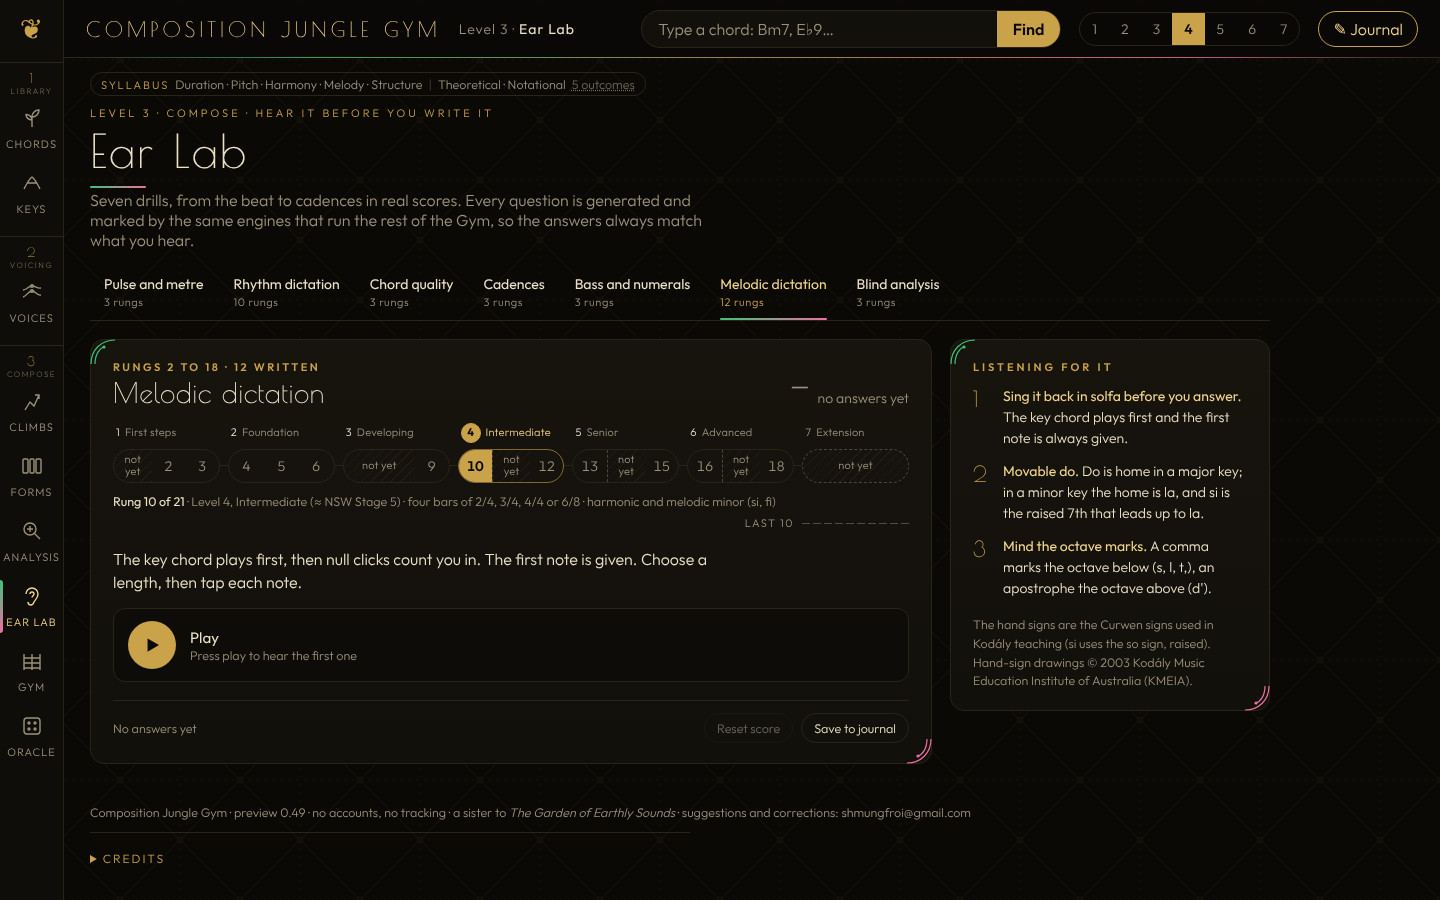 COMPOSITION JUNGLE GYM
Level 3 · Ear Lab
Type a chord: Bm7, E♭9...
Find
1 2 3 4 5 6 7
✎ Journal
1
LIBRARY
CHORDS
KEYS
2
VOICING
VOICES
3
COMPOSE
CLIMBS
FORMS
ANALYSIS
EAR LAB
GYM
ORACLE
SYLLABUS Duration · Pitch · Harmony · Melody · Structure | Theoretical · Notational 5 outcomes
LEVEL 3 · COMPOSE · HEAR IT BEFORE YOU WRITE IT
Ear Lab
Seven drills, from the beat to cadences in real scores. Every question is generated and
marked by the same engines that run the rest of the Gym, so the answers always match
what you hear.
Pulse and metre
3 rungs
Rhythm dictation
10 rungs
Chord quality
3 rungs
Cadences
3 rungs
Bass and numerals
3 rungs
Melodic dictation
12 rungs
Blind analysis
3 rungs
RUNGS 2 TO 18 · 12 WRITTEN
Melodic dictation
— no answers yet
1 First steps
2 Foundation
3 Developing
4 Intermediate
5 Senior
6 Advanced
7 Extension
not yet 2 3
4 5 6
not yet 9
10 not yet 12
13 not yet 15
16 not yet 18
not yet
Rung 10 of 21 · Level 4, Intermediate (≈ NSW Stage 5) · four bars of 2/4, 3/4, 4/4 or 6/8 · harmonic and melodic minor (si, fi)
LAST 10
The key chord plays first, then null clicks count you in. The first note is given. Choose a
length, then tap each note.
Play
Press play to hear the first one
No answers yet
Reset score
Save to journal
LISTENING FOR IT
1 Sing it back in solfa before you answer.
The key chord plays first and the first
note is always given.
2 Movable do. Do is home in a major key;
in a minor key the home is la, and si is
the raised 7th that leads up to la.
3 Mind the octave marks. A comma
marks the octave below (s, l, t,), an
apostrophe the octave above (d').
The hand signs are the Curwen signs used in
Kodály teaching (si uses the so sign, raised).
Hand-sign drawings © 2003 Kodály Music
Education Institute of Australia (KMEIA).
Composition Jungle Gym · preview 0.49 · no accounts, no tracking · a sister to The Garden of Earthly Sounds · suggestions and corrections: shmungfroi@gmail.com
▶ CREDITS